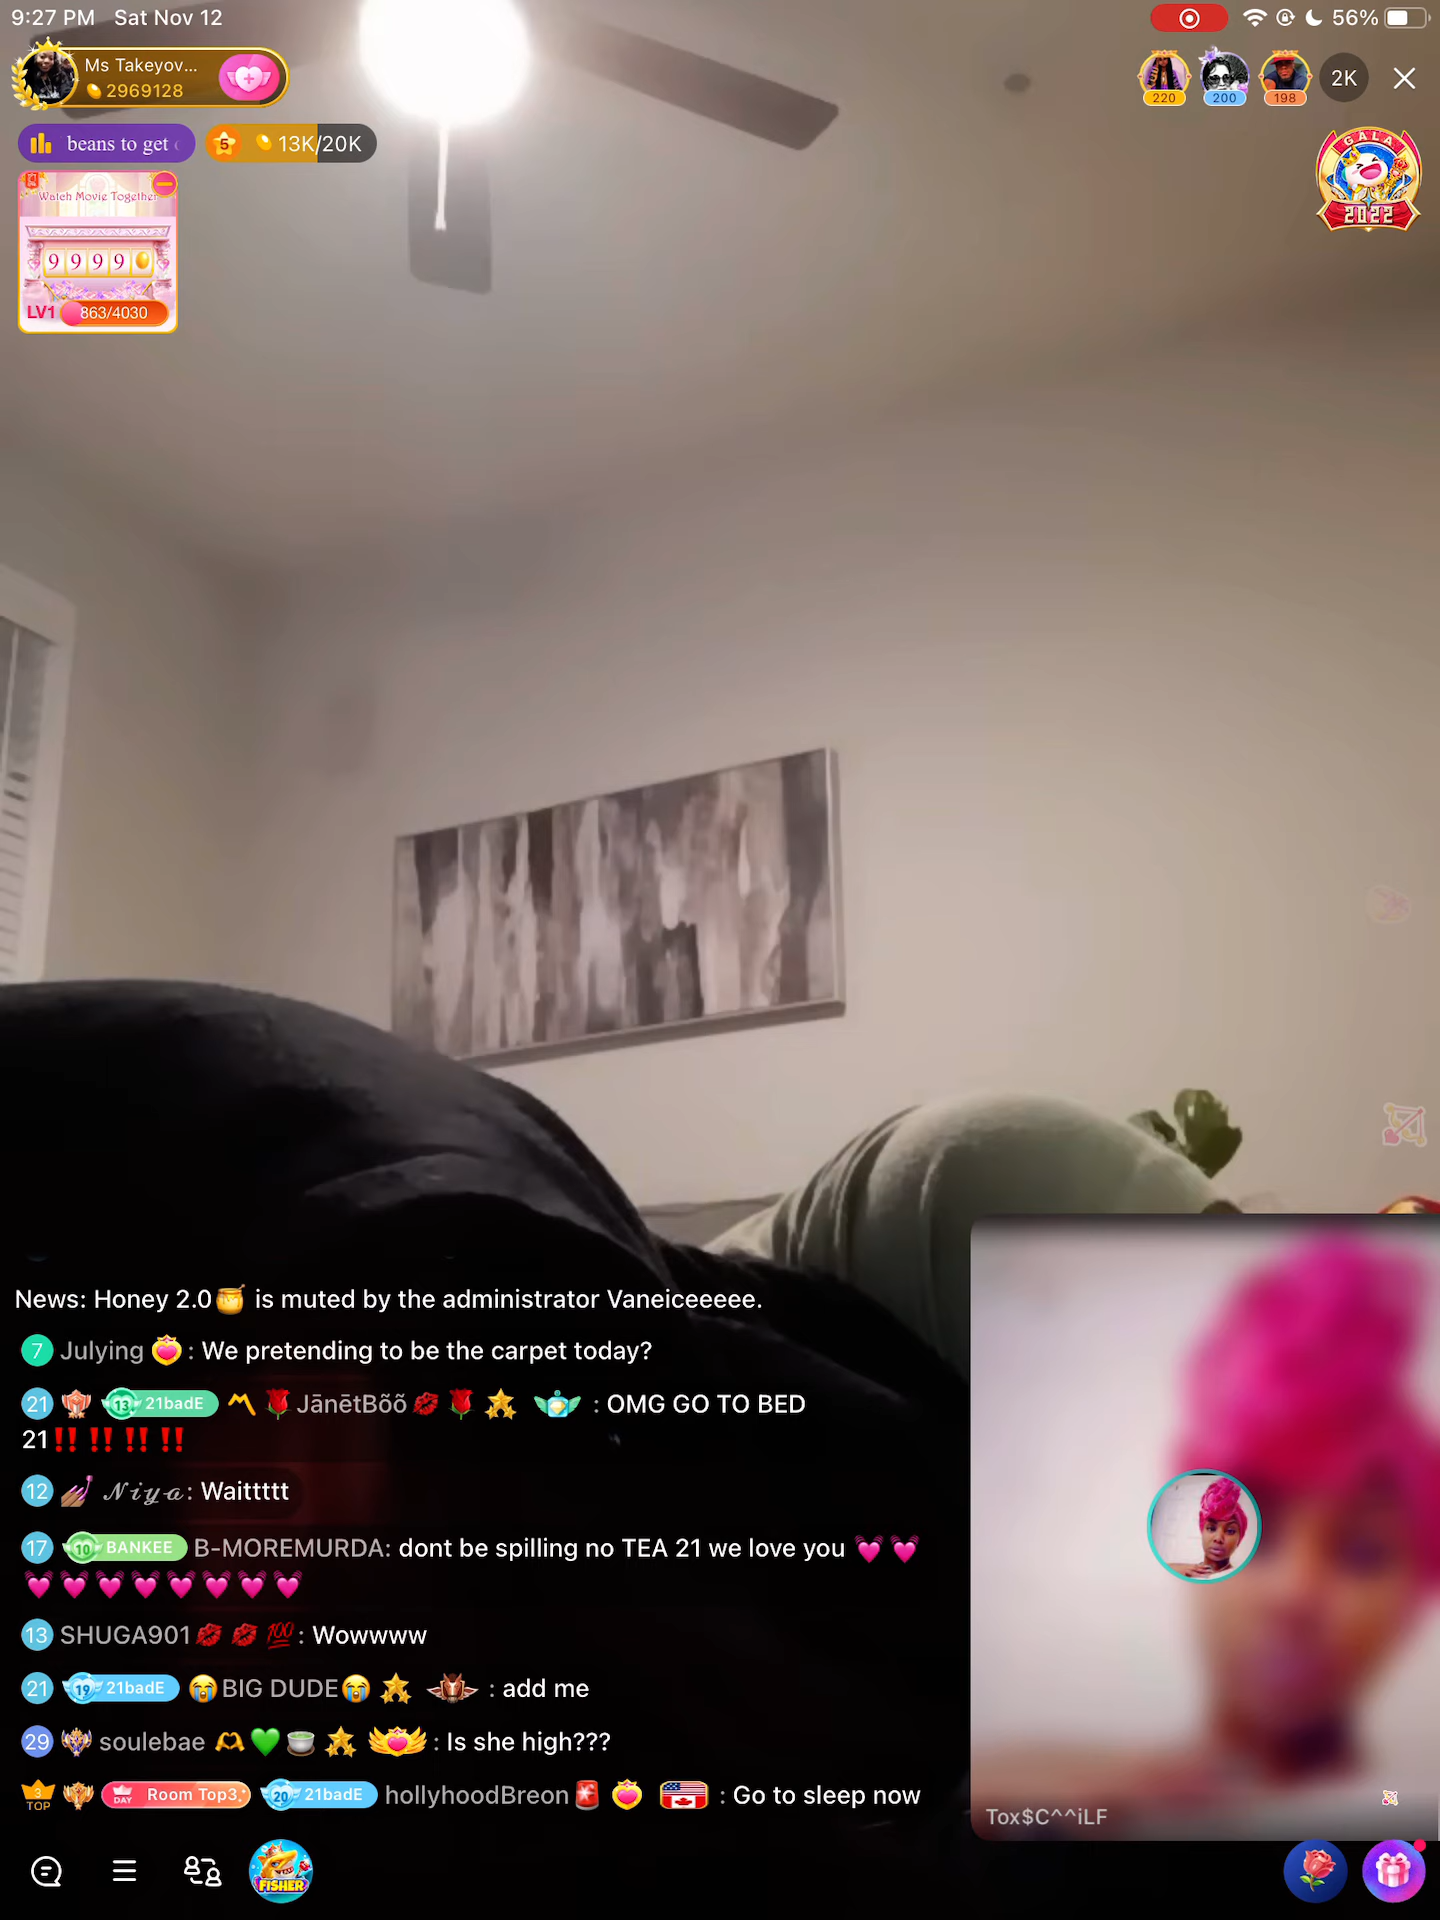 9:27 PM Sat Nov 12
56%
Ms Takeyov...
2969128
220
200
198
2K
beans to get
5
13K/20K
GALA
2022
Watch Movie Together
9 9 9 9
LV1 863/4030
News: Honey 2.0🍯 is muted by the administrator Vaneiceeeee.
7 Julying : We pretending to be the carpet today?
21 13 21badE 〽️🌹JānētBõõ💋🌹 : OMG GO TO BED
21‼️‼️‼️‼️
12 💅🏽 𝓝𝓲𝔂𝓪: Waittttt
17 10 BANKEE B-MOREMURDA: dont be spilling no TEA 21 we love you 💓💓
💓💓💓💓💓💓💓💓
13 SHUGA901💋💋💯: Wowwww
21 19 21badE 😭BIG DUDE😭 : add me
29 soulebae 🫶🏾💚🍵 : Is she high???
3 TOP DAY Room Top3 20 21badE hollyhoodBreon🚨 : Go to sleep now
Tox$C^^iLF
FISHER